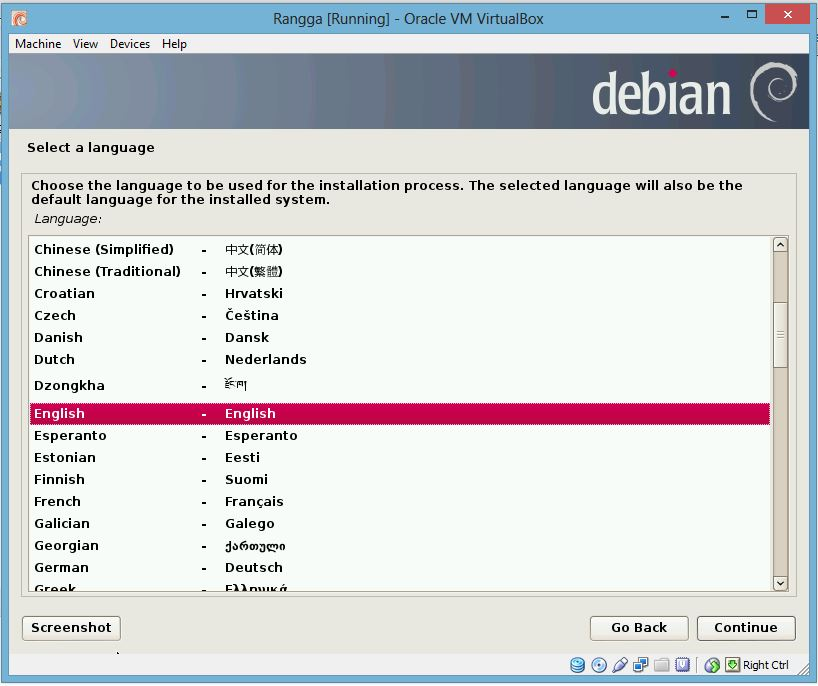 Rangga [Running] - Oracle VM VirtualBox
Machine View Devices Help
debian
Select a language
Choose the language to be used for the installation process. The selected language will also be the
default language for the installed system.
Language:
Chinese (Simplified) - 中文(简体)
Chinese (Traditional) - 中文(繁體)
Croatian - Hrvatski
Czech - Čeština
Danish - Dansk
Dutch - Nederlands
Dzongkha - རྫོང་ཁ།
English - English
Esperanto - Esperanto
Estonian - Eesti
Finnish - Suomi
French - Français
Galician - Galego
Georgian - ქართული
German - Deutsch
Greek - Ελληνικά
Screenshot Go Back Continue
Right Ctrl